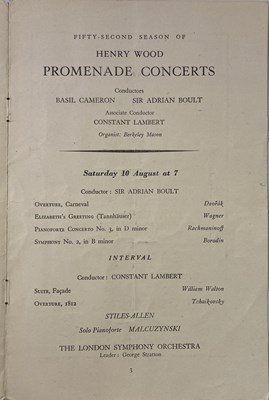 FIFTY-SECOND SEASON OF
HENRY WOOD
PROMENADE CONCERTS
Conductors
BASIL CAMERON SIR ADRIAN BOULT
Associate Conductor
CONSTANT LAMBERT
Organist: Berkeley Mason
Saturday 10 August at 7
Conductor: SIR ADRIAN BOULT
OVERTURE, Carneval Dvořák
ELIZABETH'S GREETING (Tannhäuser) Wagner
PIANOFORTE CONCERTO No. 3, in D minor Rachmaninoff
SYMPHONY No. 2, in B minor Borodin
INTERVAL
Conductor: CONSTANT LAMBERT
SUITE, Façade William Walton
OVERTURE, 1812 Tchaikovsky
STILES-ALLEN
Solo Pianoforte MALCUZYNSKI
THE LONDON SYMPHONY ORCHESTRA
Leader: George Stratton